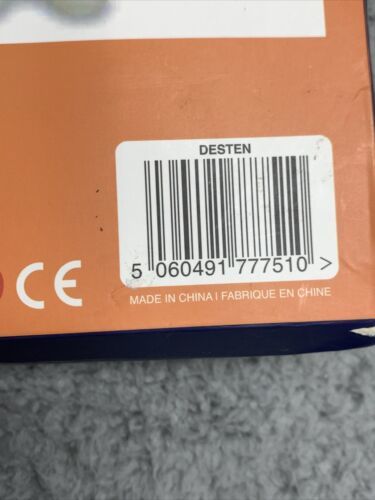 DESTEN
5 060491 777510 >
CE
MADE IN CHINA | FABRIQUE EN CHINE